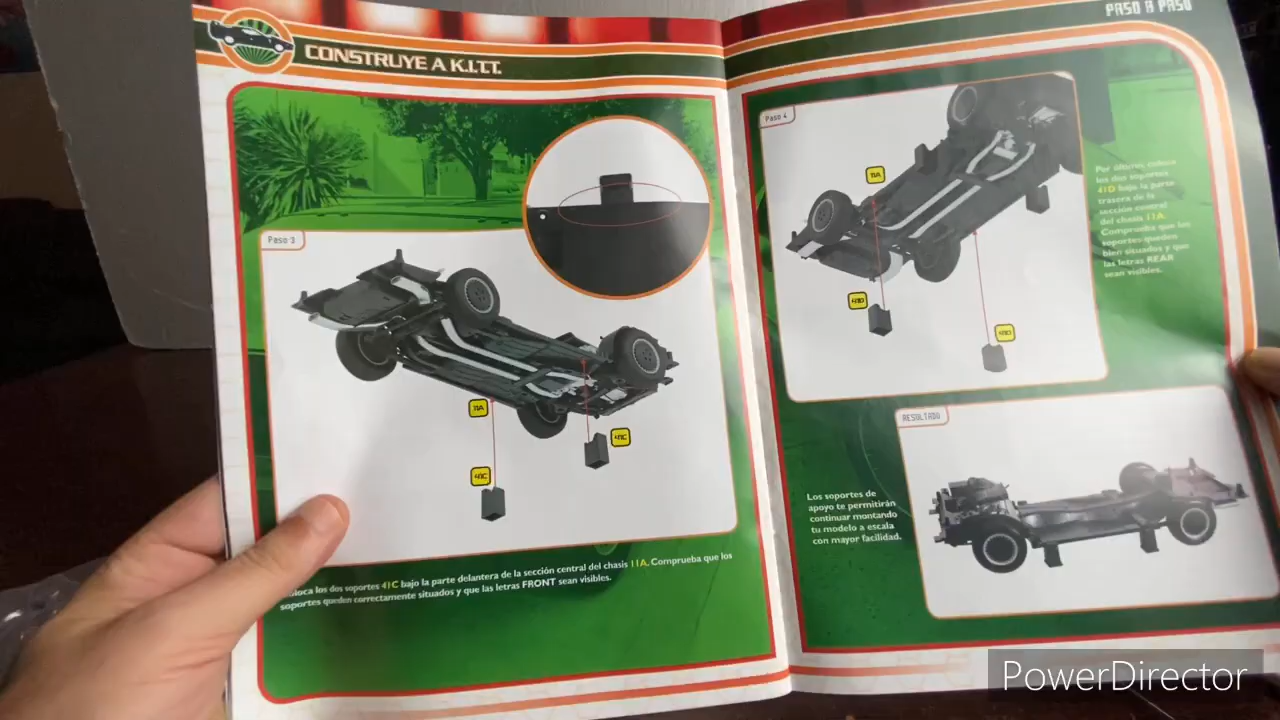 CONSTRUYE A K.I.T.T.
Paso 3
11A
41C
41C
loca los dos soportes 41C bajo la parte delantera de la sección central del chasis 11A. Comprueba que los
soportes queden correctamente situados y que las letras FRONT sean visibles.
PASO A PASO
Paso 4
11A
41D
41D
Por último, coloca
los dos soportes
41D bajo la parte
trasera de la
sección central
del chasis 11A.
Comprueba que los
soportes queden
bien situados y que
las letras REAR
sean visibles.
RESULTADO
Los soportes de
apoyo te permitirán
continuar montando
tu modelo a escala
con mayor facilidad.
PowerDirector